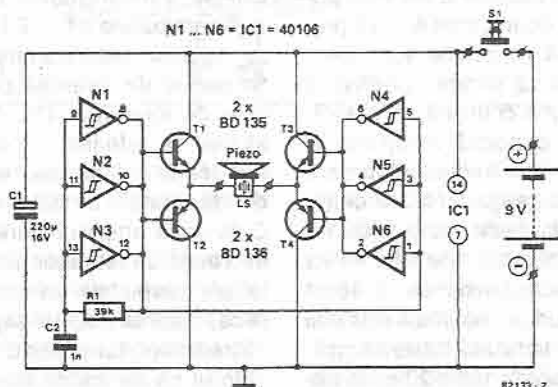 N1 ... N6 = IC1 = 40106
S1
N1
9
8
2 x
BD 135
N4
6
5
T1
T3
N2
11
10
Piezo
LS
N5
4
3
14
IC1
7
9 V
C1
220µ
16V
T2
T4
N3
13
12
2 x
BD 136
N6
2
1
R1
39k
C2
1n
82133 - 2